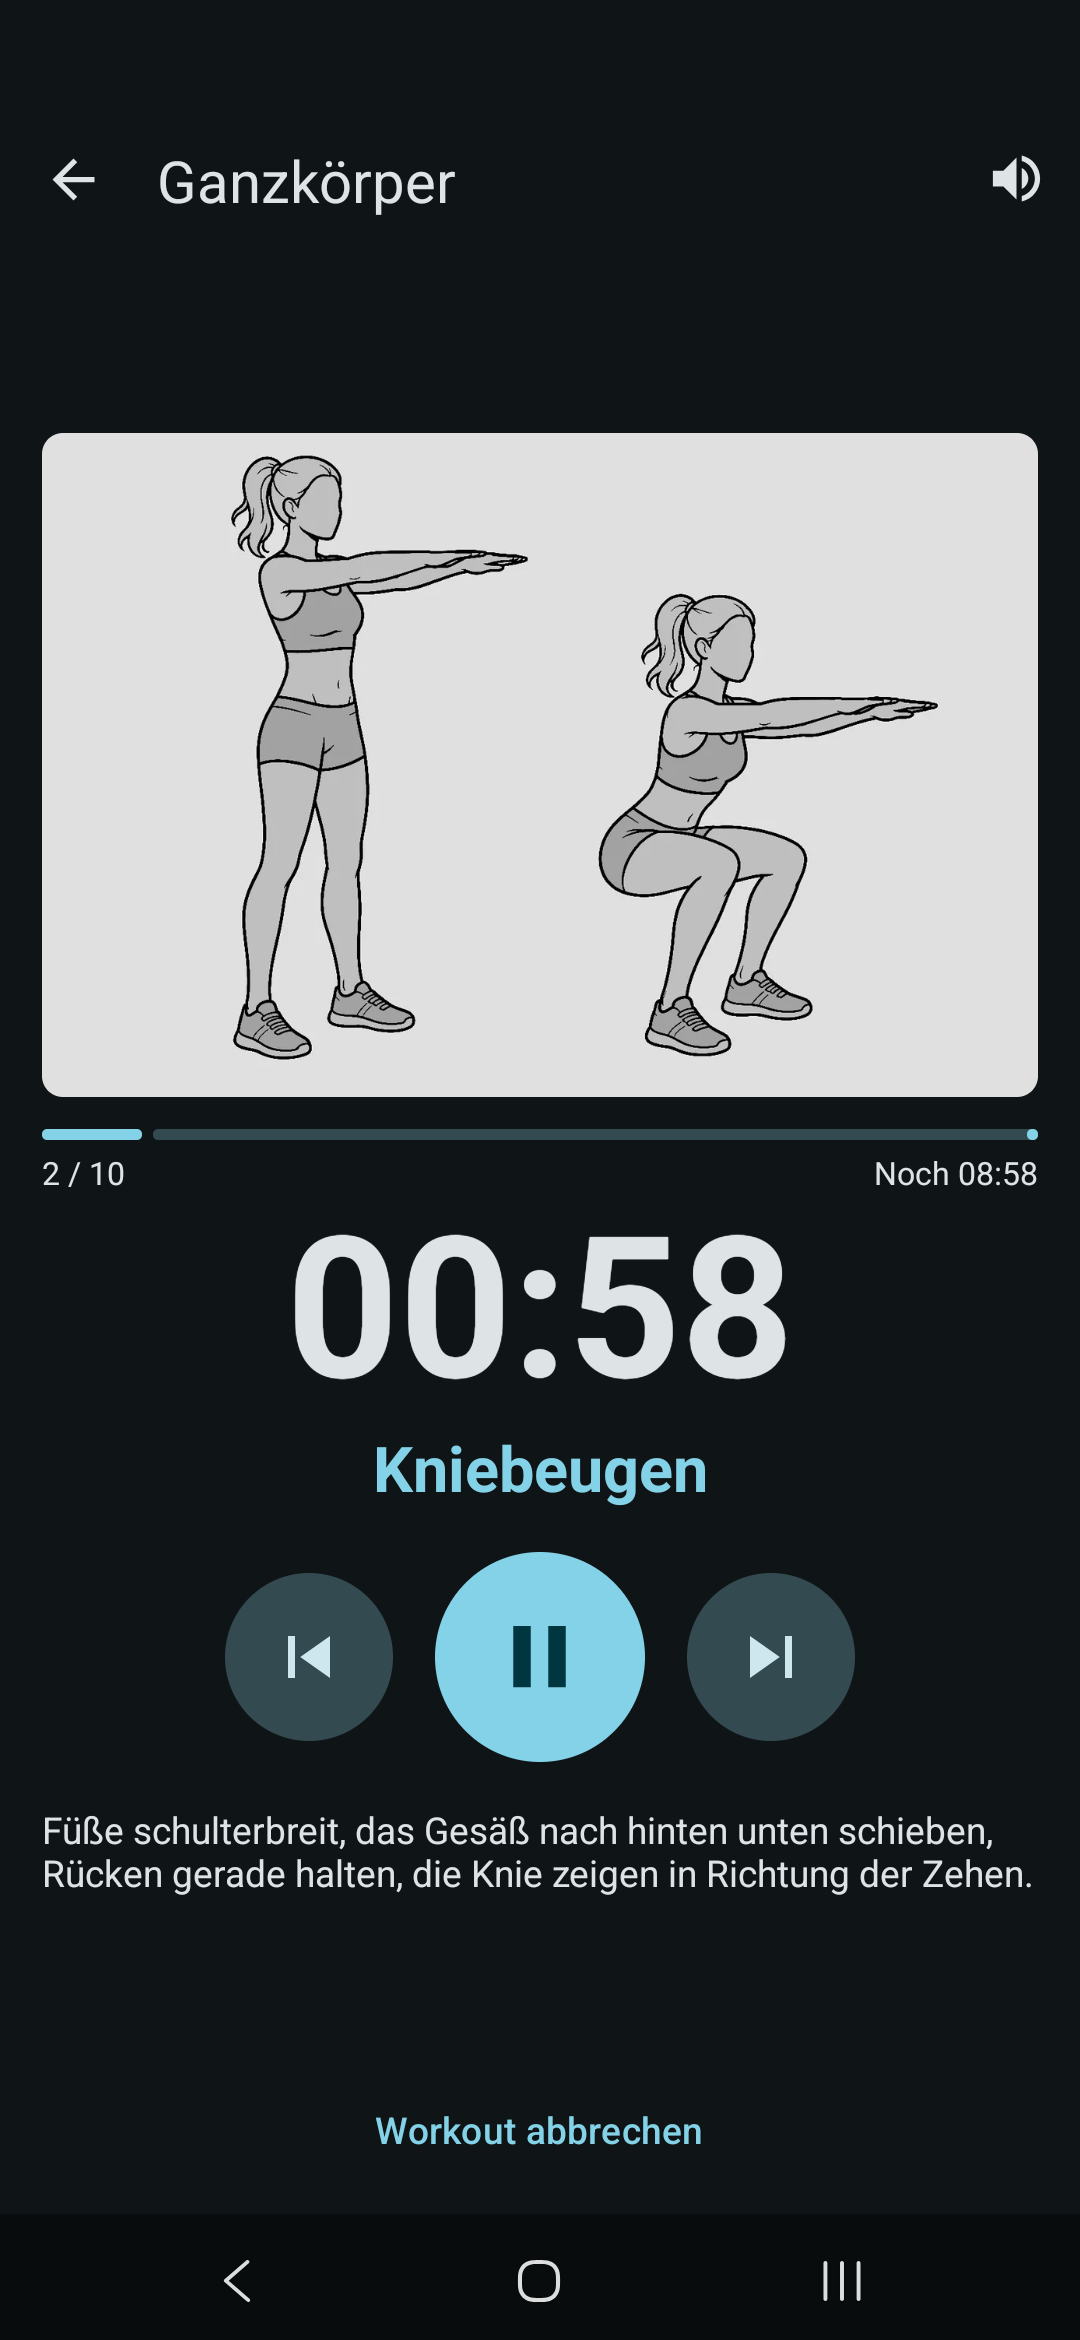 Ganzkörper
2 / 10
Noch 08:58
00:58
Kniebeugen
Füße schulterbreit, das Gesäß nach hinten unten schieben,
Rücken gerade halten, die Knie zeigen in Richtung der Zehen.
Workout abbrechen